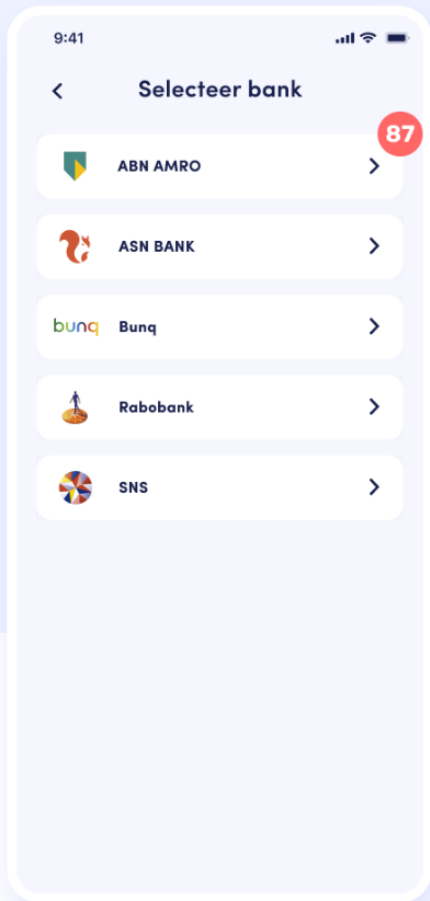 9:41
Selecteer bank
87
ABN AMRO
ASN BANK
bunq Bunq
Rabobank
SNS